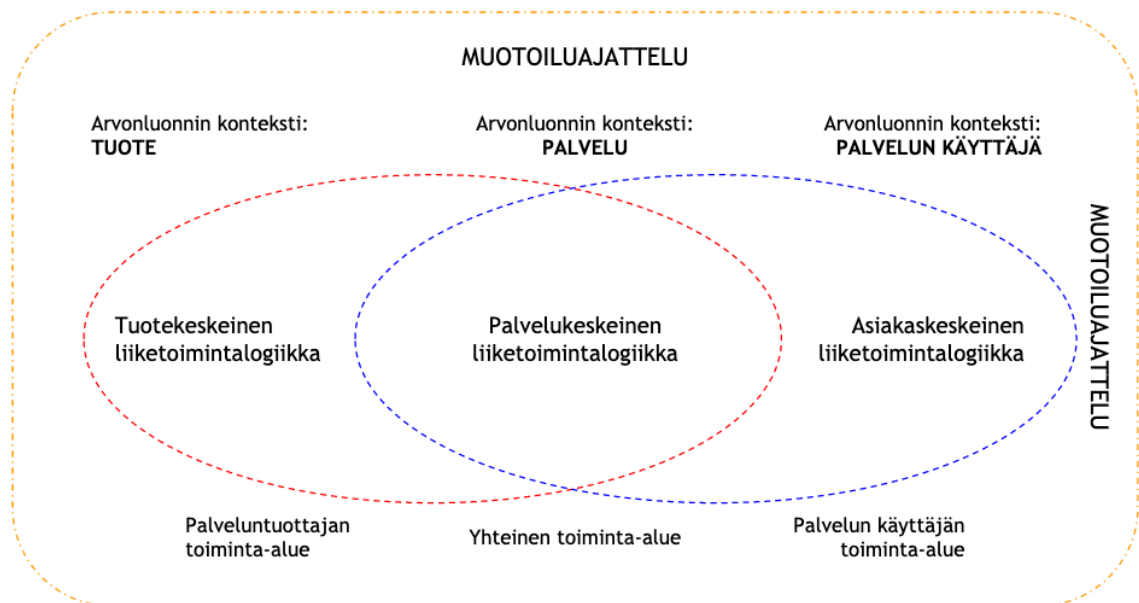 MUOTOILUAJATTELU
Arvonluonnin konteksti:
TUOTE
Arvonluonnin konteksti:
PALVELU
Arvonluonnin konteksti:
PALVELUN KÄYTTÄJÄ
MUOTOILUAJATTELU
Tuotekeskeinen
liiketoimintalogiikka
Palvelukeskeinen
liiketoimintalogiikka
Asiakaskeskeinen
liiketoimintalogiikka
Palveluntuottajan
toiminta-alue
Yhteinen toiminta-alue
Palvelun käyttäjän
toiminta-alue